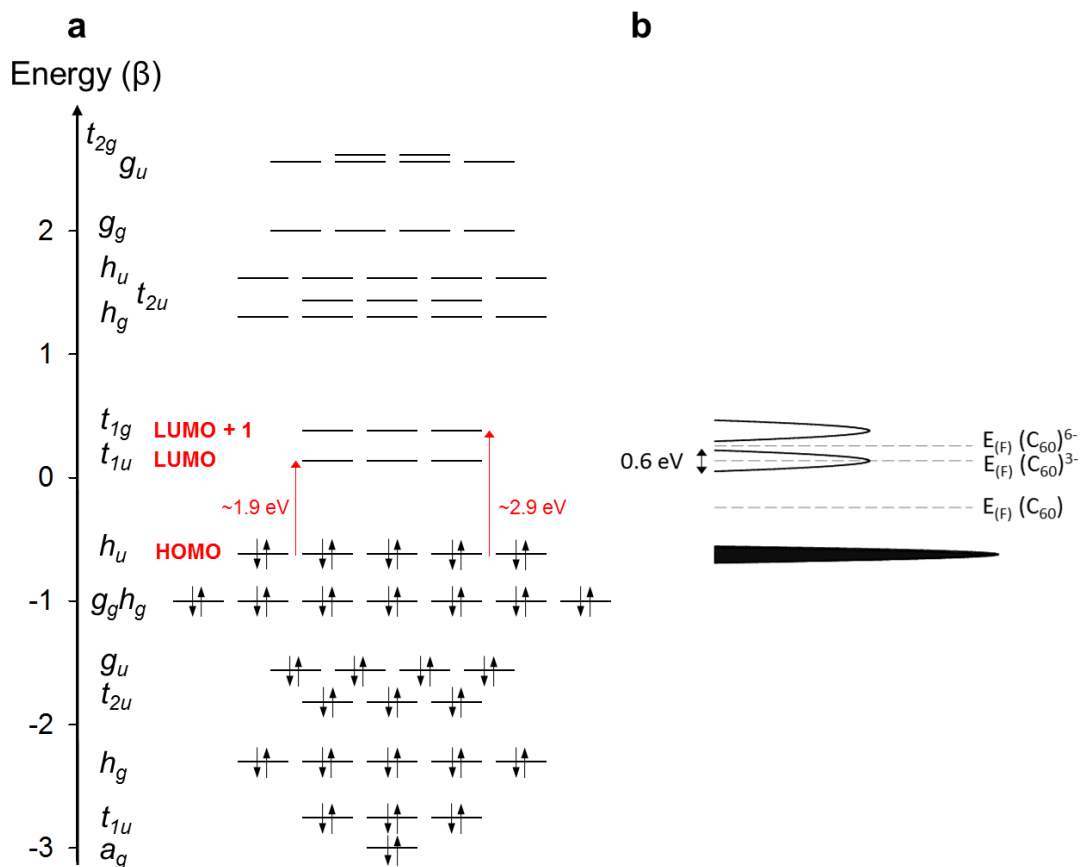 a
b
Energy (β)
t2g
gu
2
gg
hu
t2u
hg
1
t1g LUMO + 1
t1u LUMO
0
~1.9 eV
~2.9 eV
hu HOMO
-1
gghg
gu
t2u
-2
hg
t1u
-3
ag
E(F) (C60)6-
0.6 eV
E(F) (C60)3-
E(F) (C60)